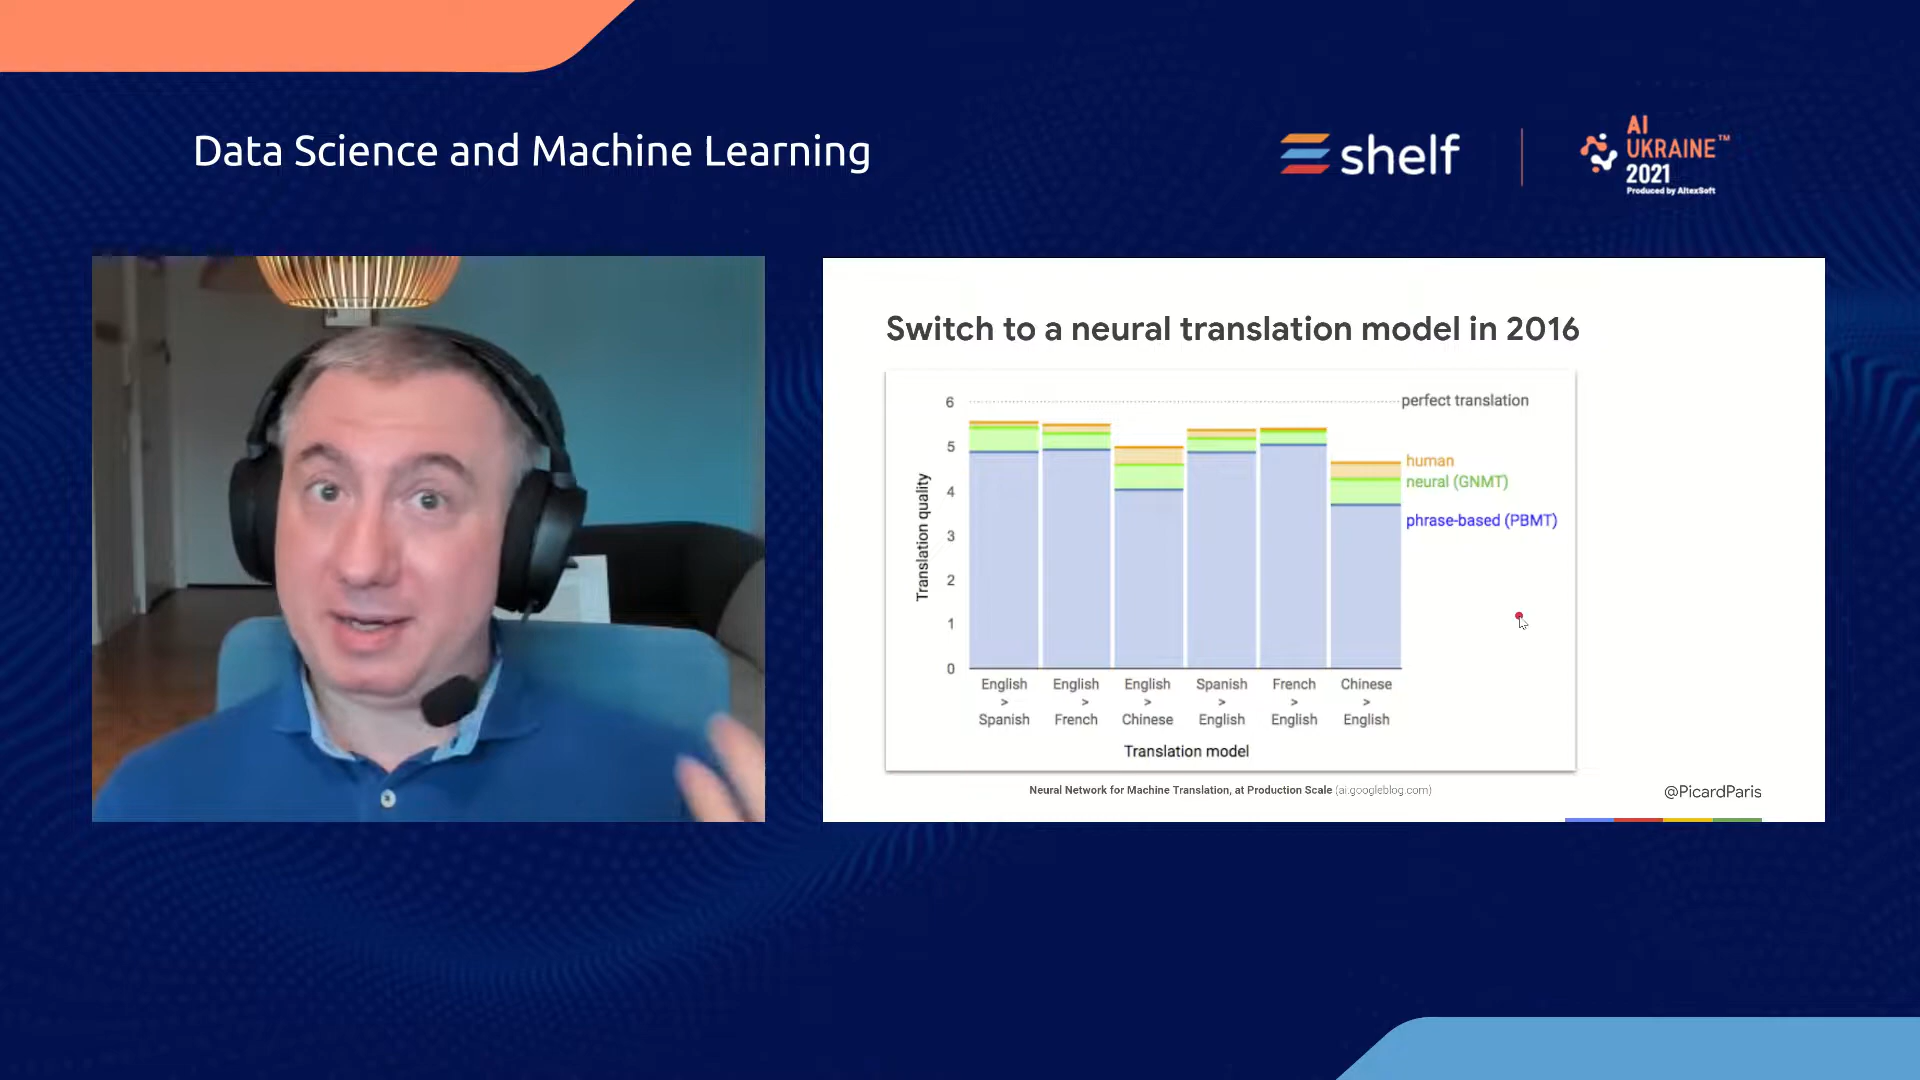 Data Science and Machine Learning
shelf
AI
UKRAINE™
2021
Produced by AltexSoft
Switch to a neural translation model in 2016
6
5
4
3
2
1
0
Translation quality
perfect translation
human
neural (GNMT)
phrase-based (PBMT)
English
>
Spanish
English
>
French
English
>
Chinese
Spanish
>
English
French
>
English
Chinese
>
English
Translation model
Neural Network for Machine Translation, at Production Scale (ai.googleblog.com)
@PicardParis